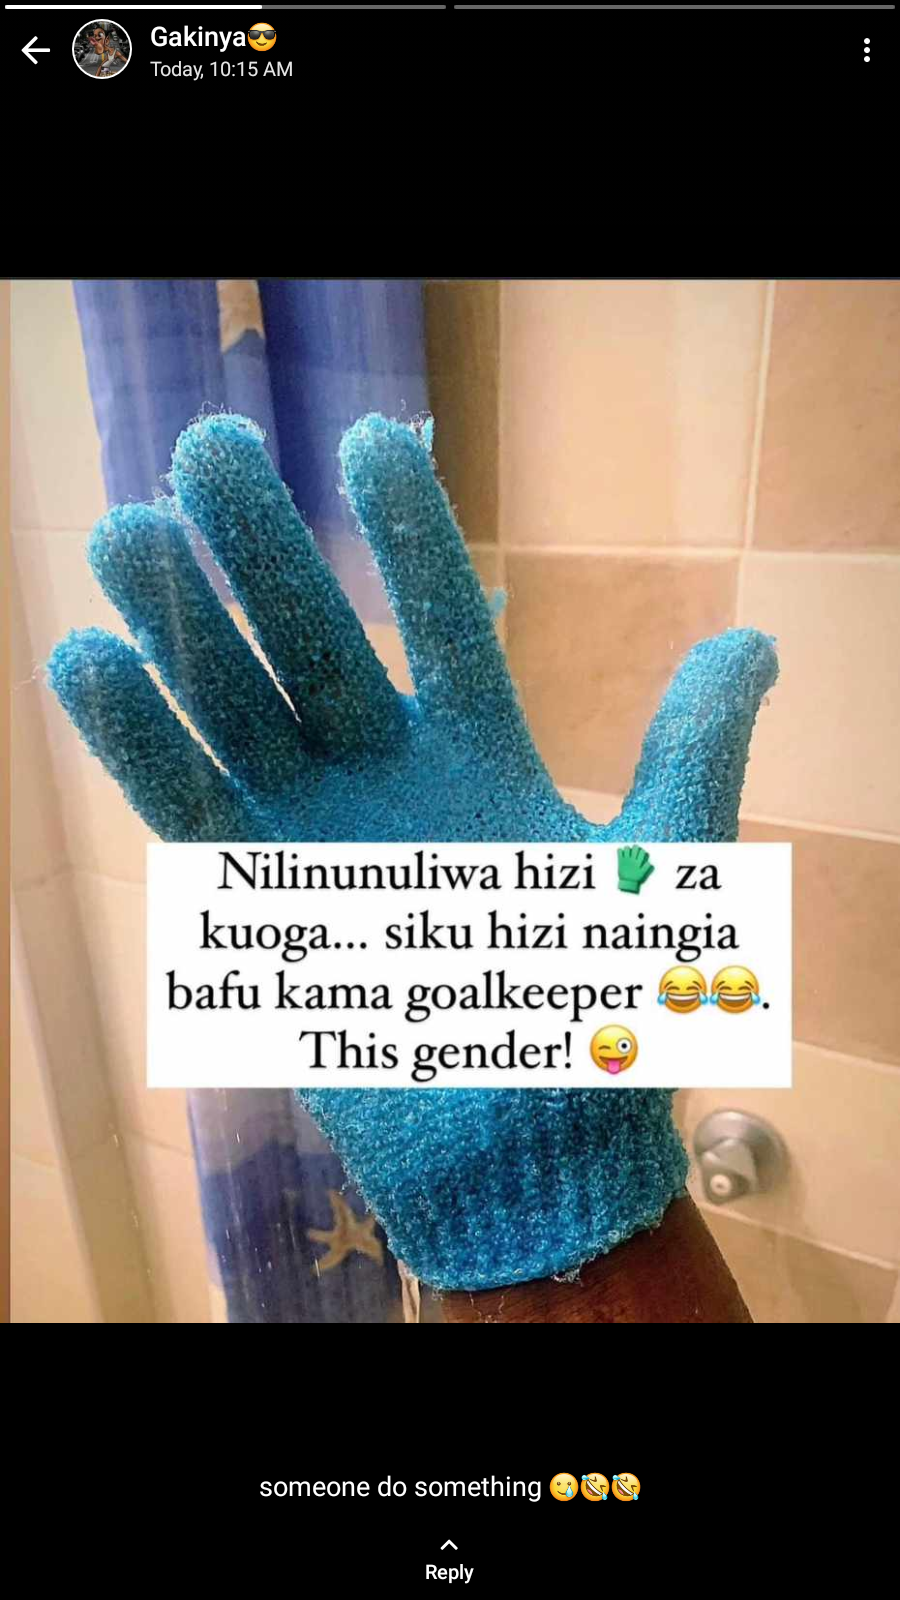 Gakinya😎
Today, 10:15 AM
Nilinunuliwa hizi 🧤 za
kuoga... siku hizi naingia
bafu kama goalkeeper 😂😂.
This gender! 😜
someone do something 🥲🤣🤣
Reply